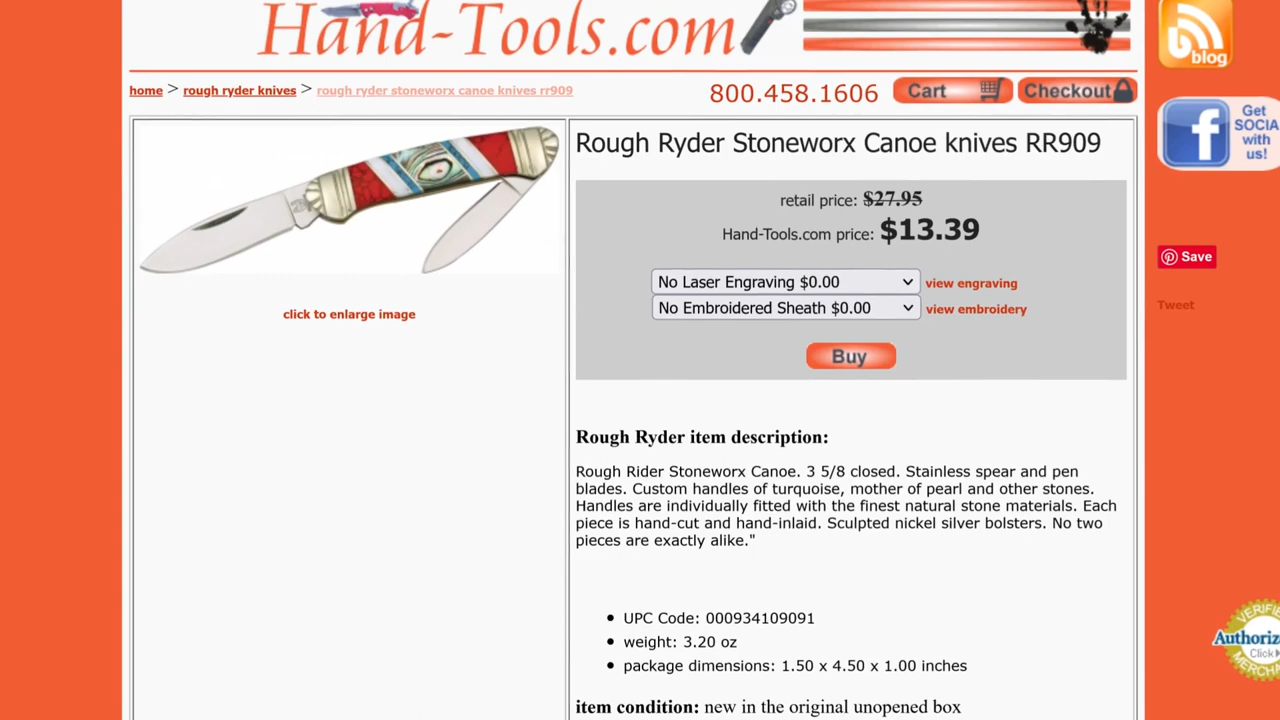 Hand-Tools.com
blog
home > rough ryder knives > rough ryder stoneworx canoe knives rr909
800.458.1606
Cart
Checkout
Get
SOCIA
with
us!
Rough Ryder Stoneworx Canoe knives RR909
retail price: $27.95
Hand-Tools.com price: $13.39
No Laser Engraving $0.00
view engraving
No Embroidered Sheath $0.00
view embroidery
Buy
click to enlarge image
Save
Tweet
Rough Ryder item description:
Rough Rider Stoneworx Canoe. 3 5/8 closed. Stainless spear and pen
blades. Custom handles of turquoise, mother of pearl and other stones.
Handles are individually fitted with the finest natural stone materials. Each
piece is hand-cut and hand-inlaid. Sculpted nickel silver bolsters. No two
pieces are exactly alike."
• UPC Code: 000934109091
• weight: 3.20 oz
• package dimensions: 1.50 x 4.50 x 1.00 inches
item condition: new in the original unopened box
VERIFIE
Authoriz
Click
MERCHA